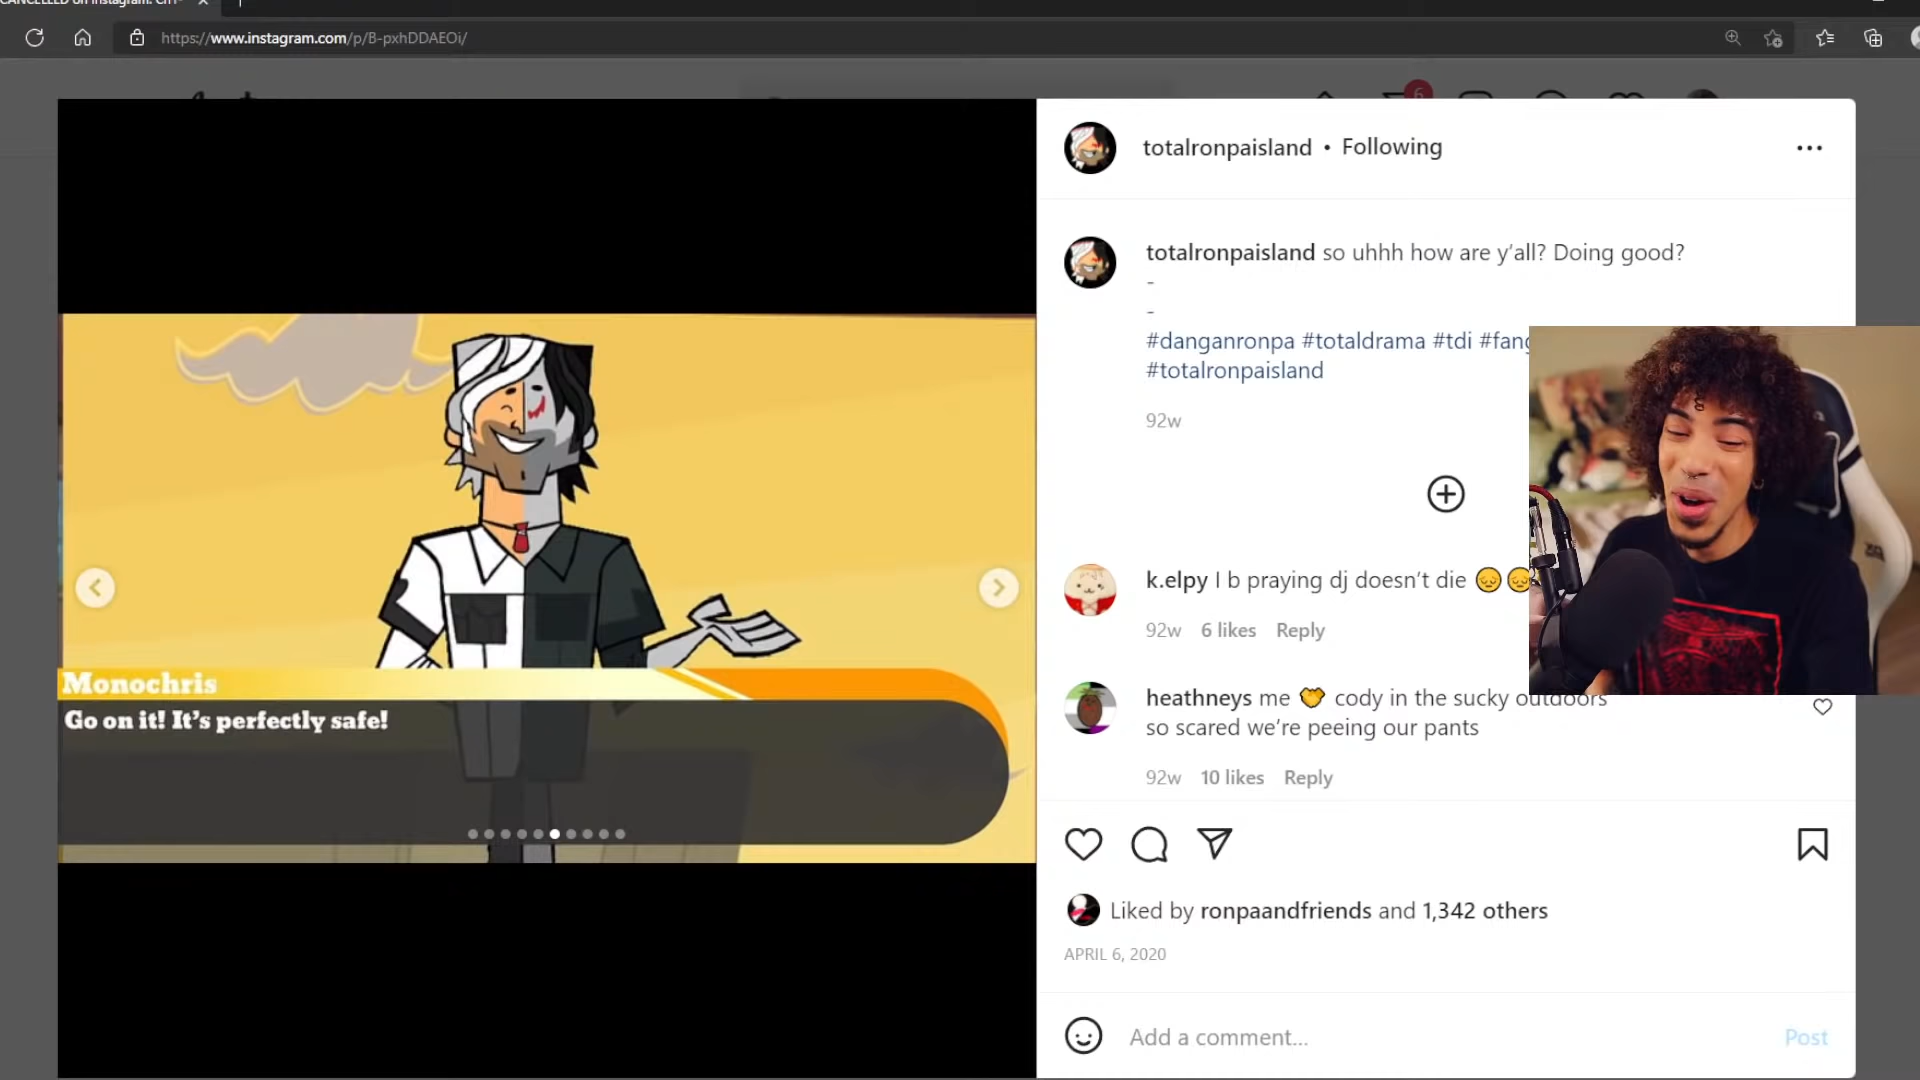 https://www.instagram.com/p/B-pxhDDAEOi/
6
totalronpaisland • Following
totalronpaisland so uhhh how are y'all? Doing good?
-
-
#danganronpa #totaldrama #tdi
#totalronpaisland
92w
k.elpy I b praying dj doesn't die 😔😔
92w 6 likes Reply
heathneys me 💛 cody in the sucky outdoors
so scared we're peeing our pants
92w 10 likes Reply
Monochris
Go on it! It's perfectly safe!
Liked by ronpaandfriends and 1,342 others
APRIL 6, 2020
Add a comment...
Post